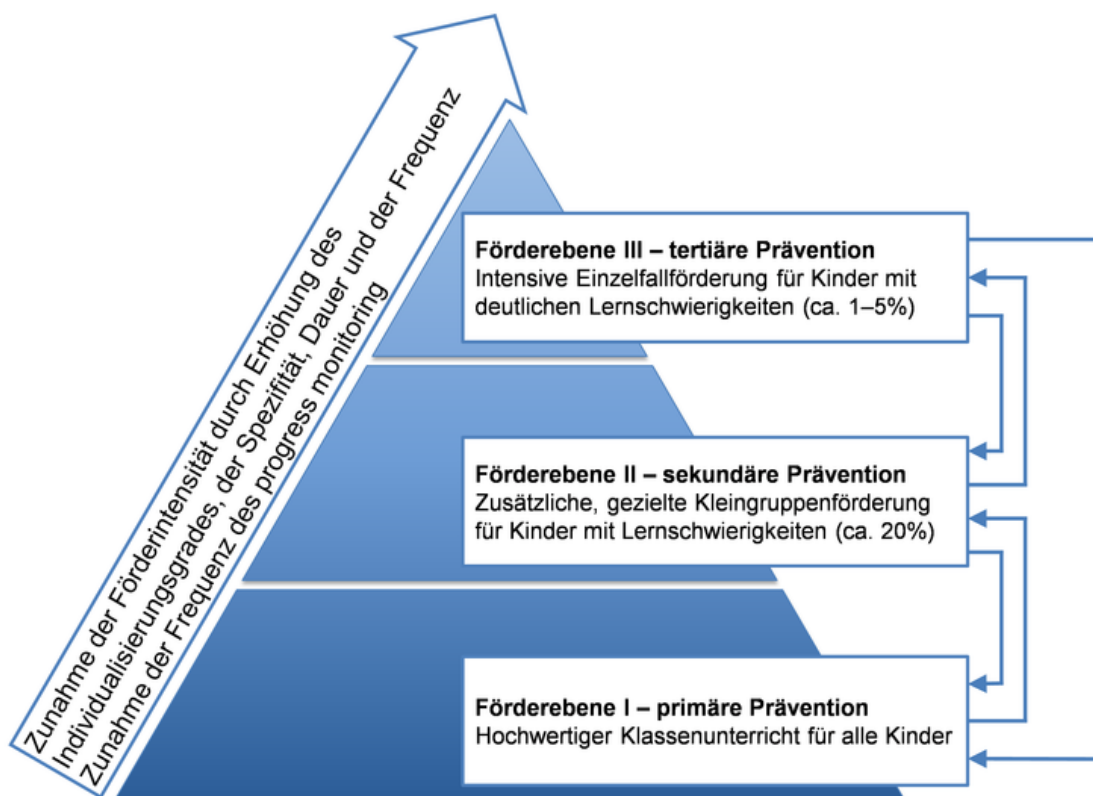 Zunahme der Förderintensität durch Erhöhung des
Individualisierungsgrades, der Spezifität, Dauer und der Frequenz
Zunahme der Frequenz des progress monitoring
Förderebene III – tertiäre Prävention
Intensive Einzelfallförderung für Kinder mit
deutlichen Lernschwierigkeiten (ca. 1–5%)
Förderebene II – sekundäre Prävention
Zusätzliche, gezielte Kleingruppenförderung
für Kinder mit Lernschwierigkeiten (ca. 20%)
Förderebene I – primäre Prävention
Hochwertiger Klassenunterricht für alle Kinder